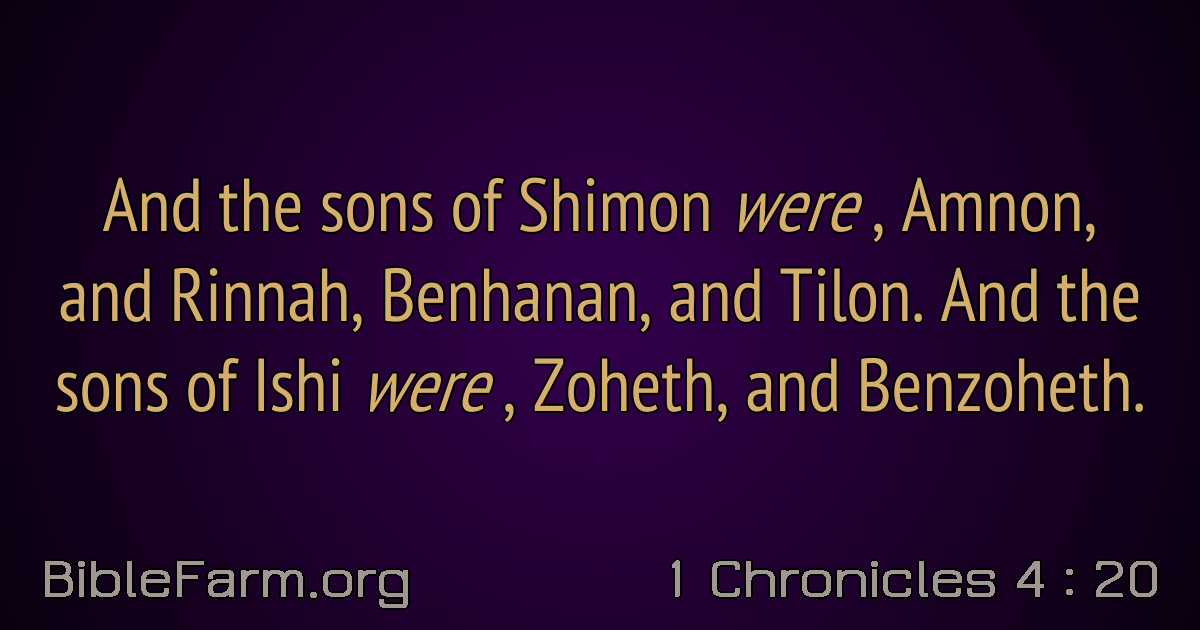 And the sons of Shimon were , Amnon,
and Rinnah, Benhanan, and Tilon. And the
sons of Ishi were , Zoheth, and Benzoheth.
BibleFarm.org
1 Chronicles 4 : 20